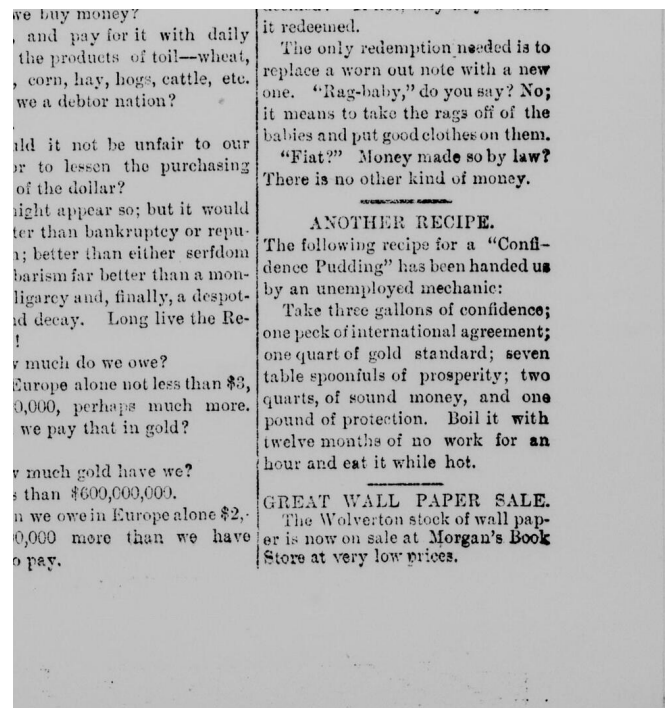 we buy money?
, and pay for it with daily
the products of toil—wheat,
, corn, hay, hogs, cattle, etc.
we a debtor nation?
ld it not be unfair to our
or to lessen the purchasing
of the dollar?
night appear so; but it would
ter than bankruptcy or repu-
n; better than either serfdom
barism far better than a mon-
ligarcy and, finally, a despot-
nd decay. Long live the Re-
!
w much do we owe?
Europe alone not less than $3,
0,000, perhaps much more.
we pay that in gold?
w much gold have we?
s than $600,000,000.
n we owe in Europe alone $2,-
0,000 more than we have
o pay.
it redeemed.
The only redemption needed is to
replace a worn out note with a new
one. "Rag-baby," do you say? No;
it means to take the rags off of the
babies and put good clothes on them.
"Fiat?" Money made so by law?
There is no other kind of money.
ANOTHER RECIPE.
The following recipe for a "Confi-
dence Pudding" has been handed us
by an unemployed mechanic:
Take three gallons of confidence;
one peck of international agreement;
one quart of gold standard; seven
table spoonfuls of prosperity; two
quarts, of sound money, and one
pound of protection. Boil it with
twelve months of no work for an
hour and eat it while hot.
GREAT WALL PAPER SALE.
The Wolverton stock of wall pap-
er is now on sale at Morgan's Book
Store at very low prices.